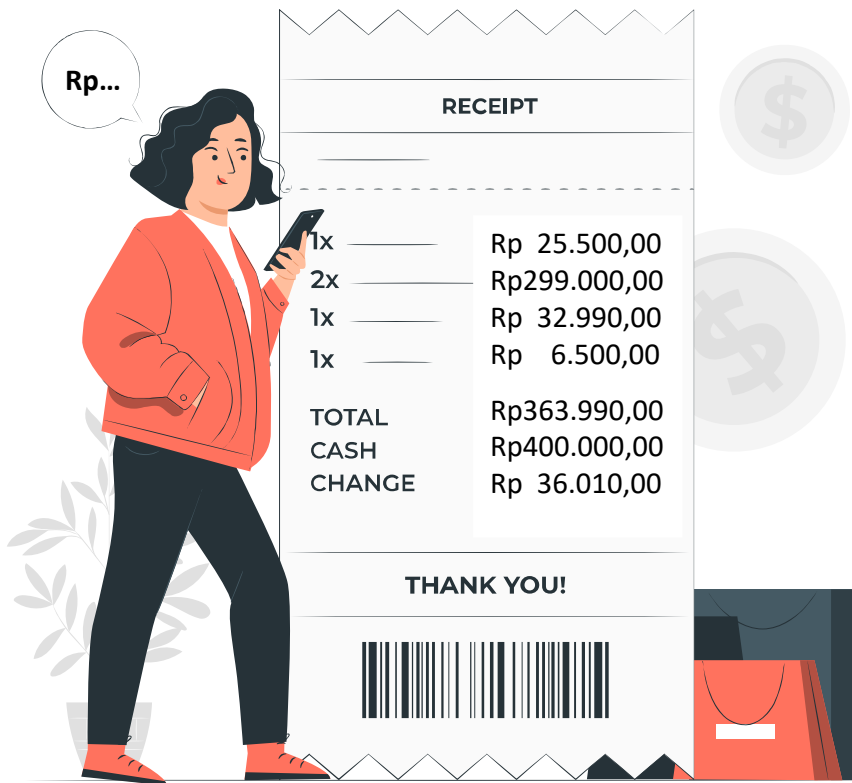 Rp...
RECEIPT
1x Rp 25.500,00
2x Rp299.000,00
1x Rp 32.990,00
1x Rp 6.500,00
TOTAL Rp363.990,00
CASH Rp400.000,00
CHANGE Rp 36.010,00
THANK YOU!